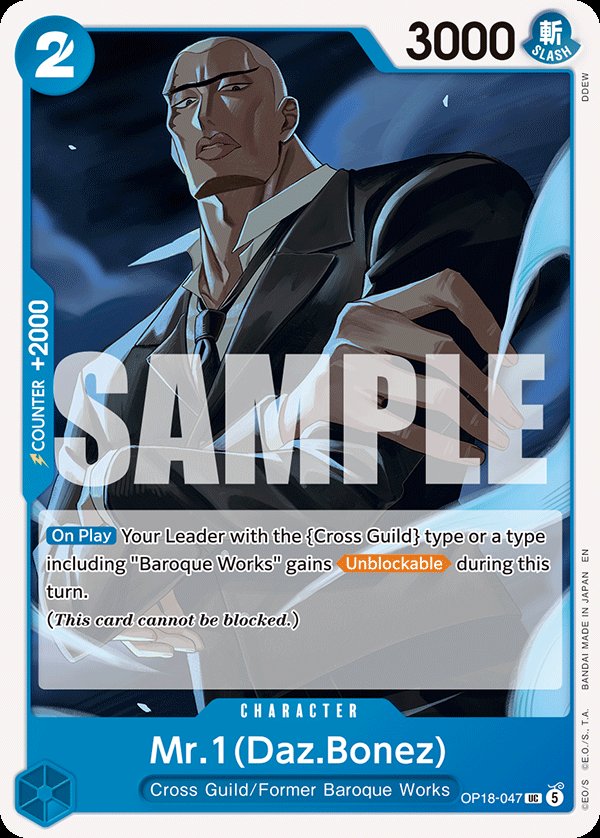 2
3000
斬
SLASH
DDEW
COUNTER +2000
SAMPLE
On Play Your Leader with the {Cross Guild} type or a type
including "Baroque Works" gains Unblockable during this
turn.
(This card cannot be blocked.)
CHARACTER
Mr.1(Daz.Bonez)
Cross Guild/Former Baroque Works
OP18-047 UC 5
©EO/S ©E.O./S., T.A. BANDAI MADE IN JAPAN EN